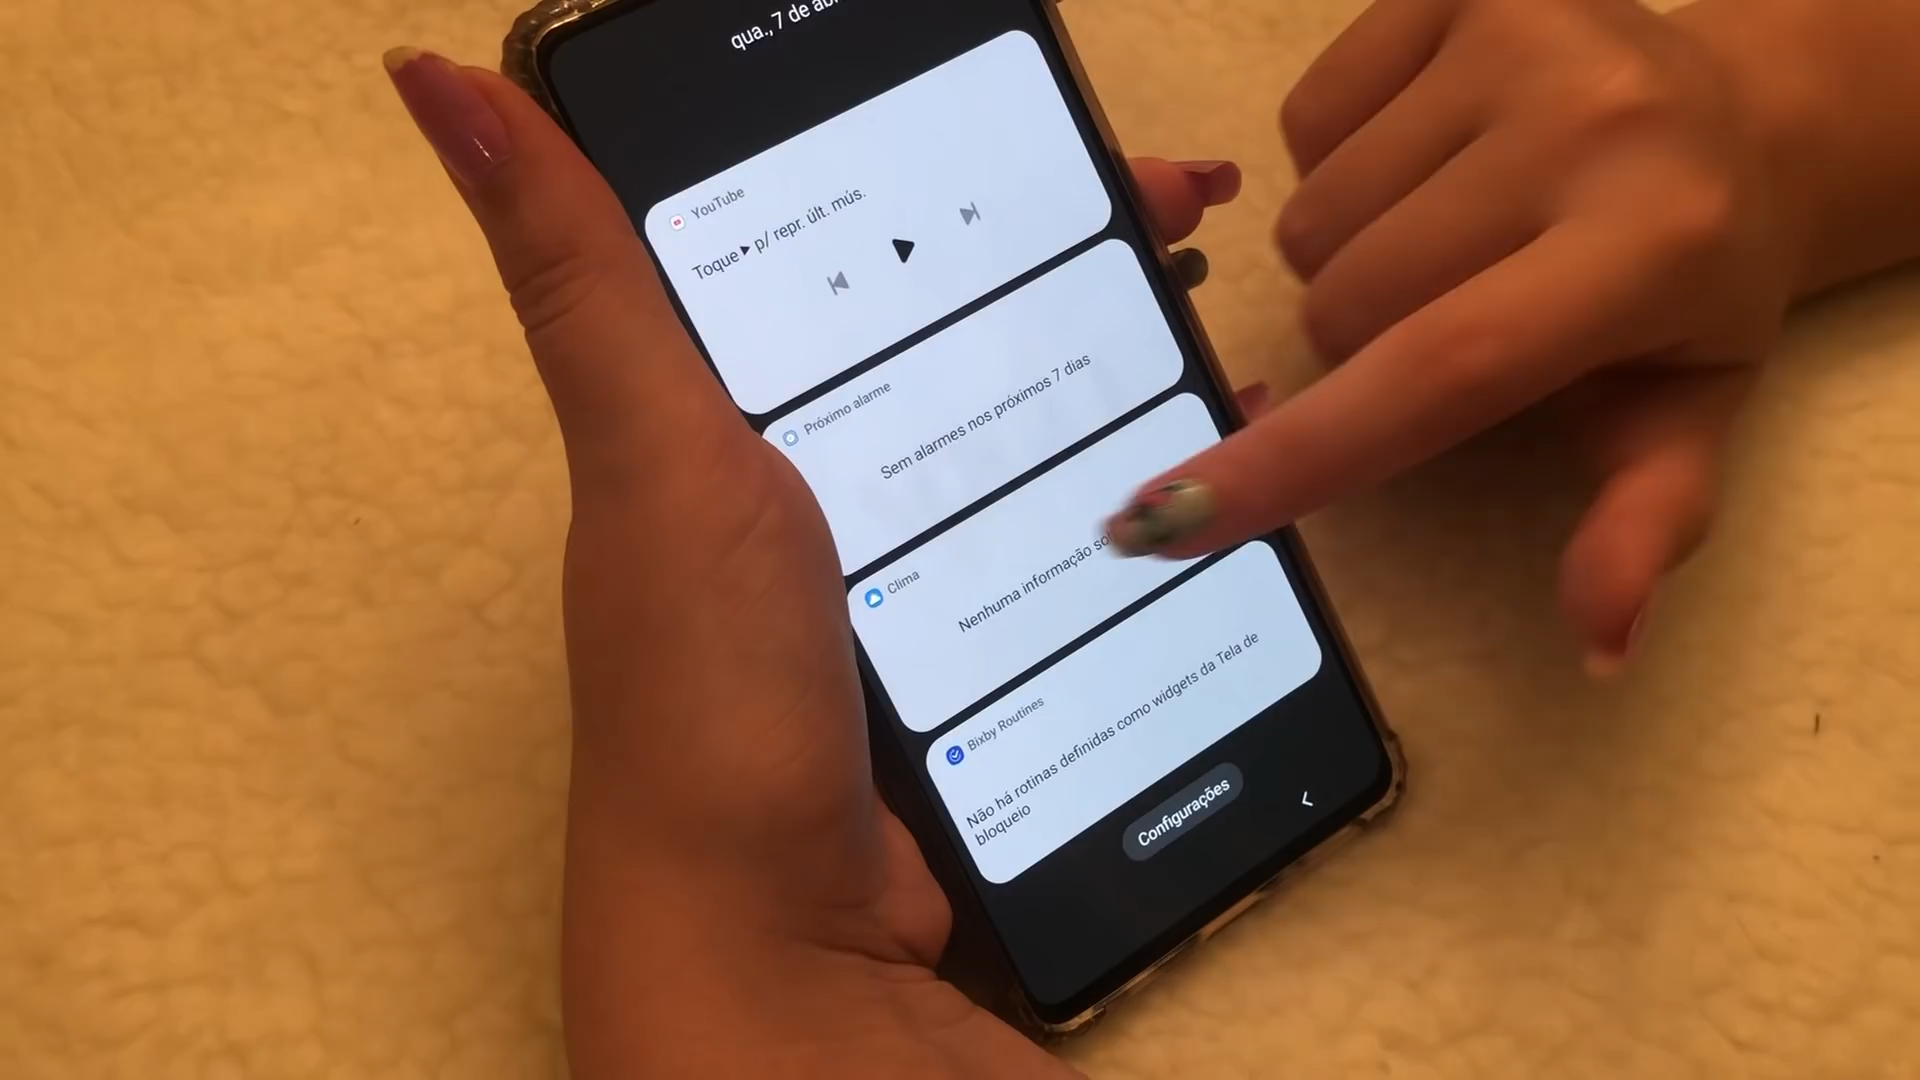 qua., 7 de
YouTube
Toque ▶ p/ repr. últ. mús.
Próximo alarme
Sem alarmes nos próximos 7 dias
Clima
Nenhuma informação
Bixby Routines
Não há rotinas definidas como widgets da Tela de
bloqueio
Configurações